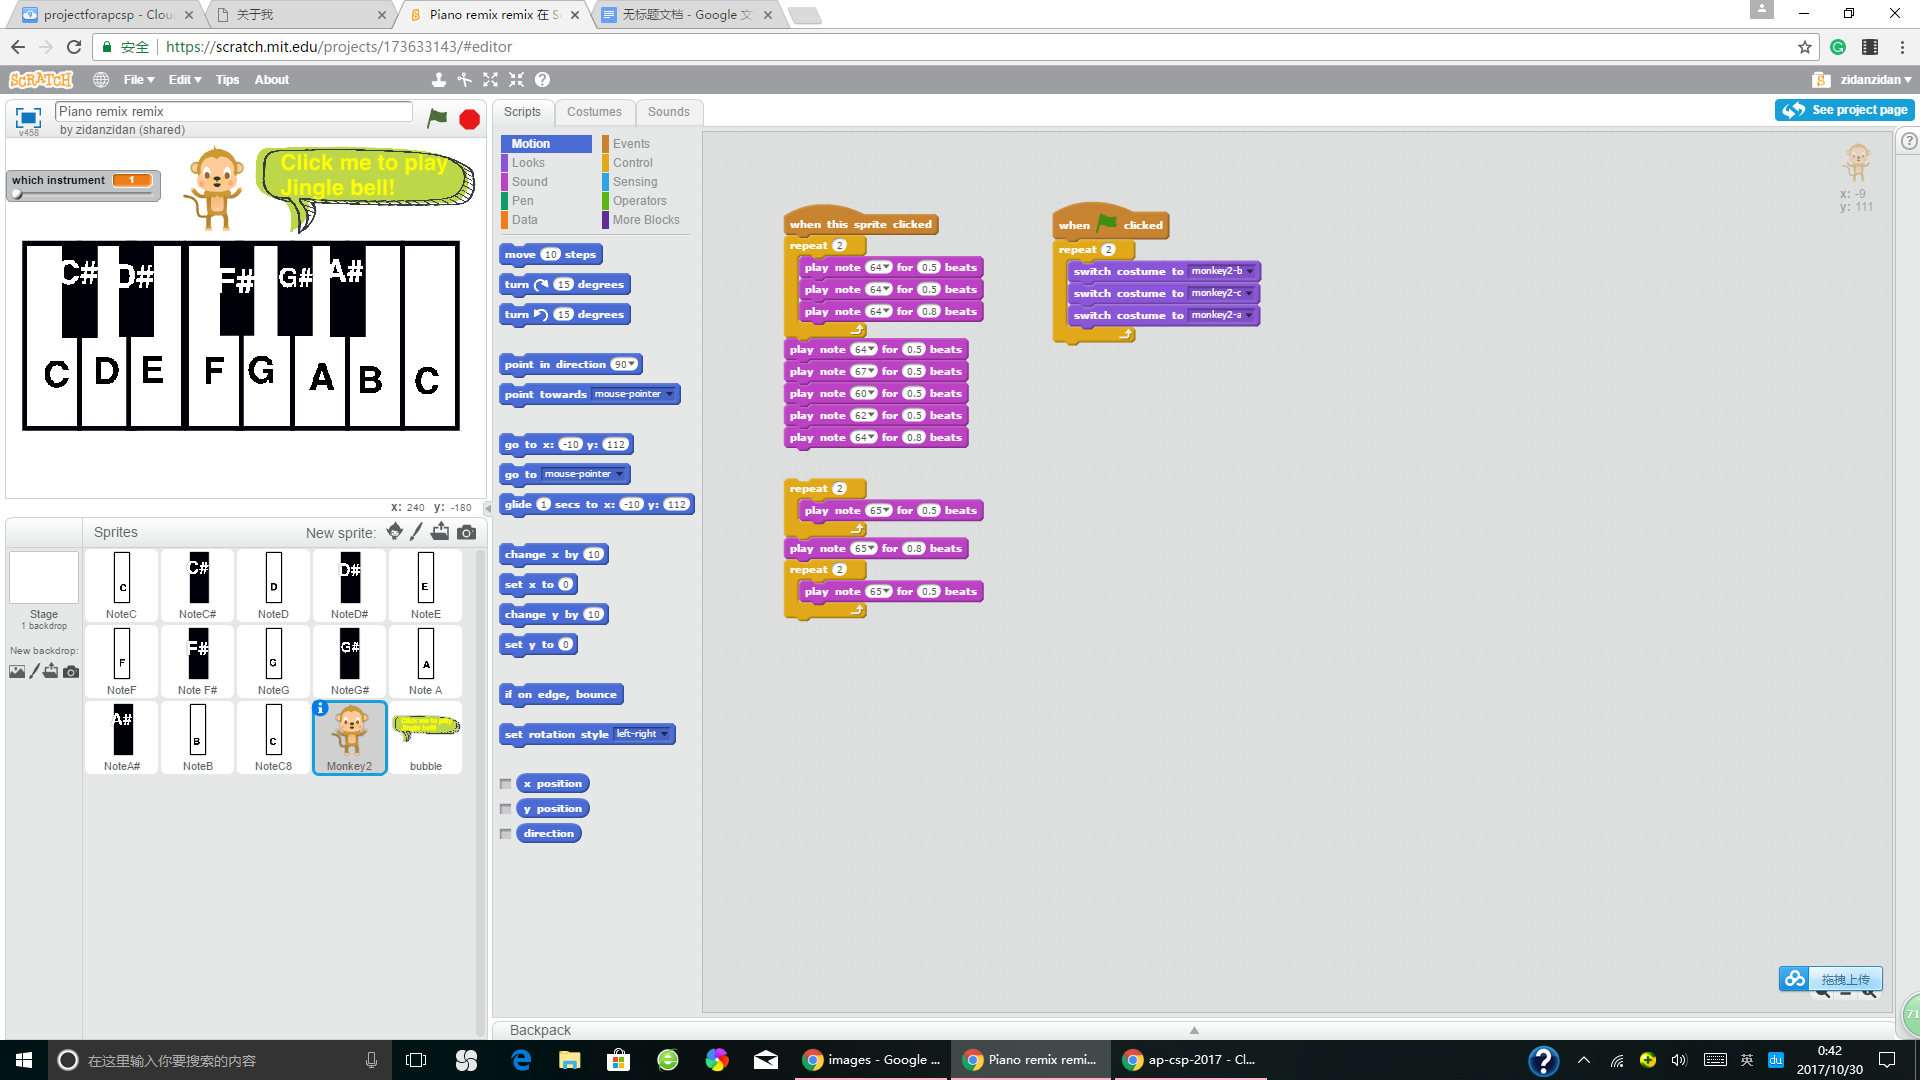 projectforapcsp - Clou
关于我
Piano remix remix 在 S
无标题文档 - Google 文
安全
https://scratch.mit.edu/projects/173633143/#editor
SCRATCH
File
Edit
Tips
About
zidanzidan
v458
Piano remix remix
by zidanzidan (shared)
Scripts
Costumes
Sounds
See project page
which instrument 1
Click me to play
Jingle bell!
C# D# F# G# A#
C D E F G A B C
x: 240 y: -180
Motion
Looks
Sound
Pen
Data
Events
Control
Sensing
Operators
More Blocks
move 10 steps
turn 15 degrees
turn 15 degrees
point in direction 90
point towards mouse-pointer
go to x: -10 y: 112
go to mouse-pointer
glide 1 secs to x: -10 y: 112
change x by 10
set x to 0
change y by 10
set y to 0
if on edge, bounce
set rotation style left-right
x position
y position
direction
when this sprite clicked
repeat 2
play note 64 for 0.5 beats
play note 64 for 0.5 beats
play note 64 for 0.8 beats
play note 64 for 0.5 beats
play note 67 for 0.5 beats
play note 60 for 0.5 beats
play note 62 for 0.5 beats
play note 64 for 0.8 beats
repeat 2
play note 65 for 0.5 beats
play note 65 for 0.8 beats
repeat 2
play note 65 for 0.5 beats
when clicked
repeat 2
switch costume to monkey2-b
switch costume to monkey2-c
switch costume to monkey2-a
x: -9
y: 111
Sprites
New sprite:
Stage
1 backdrop
New backdrop:
C C# D D# E
NoteC NoteC# NoteD NoteD# NoteE
F F# G G# A
NoteF Note F# NoteG NoteG# Note A
A# B C
NoteA# NoteB NoteC8 Monkey2 bubble
Backpack
拖拽上传
71
在这里输入你要搜索的内容
images - Google ...
Piano remix remi...
ap-csp-2017 - Cl...
英
du
0:42
2017/10/30